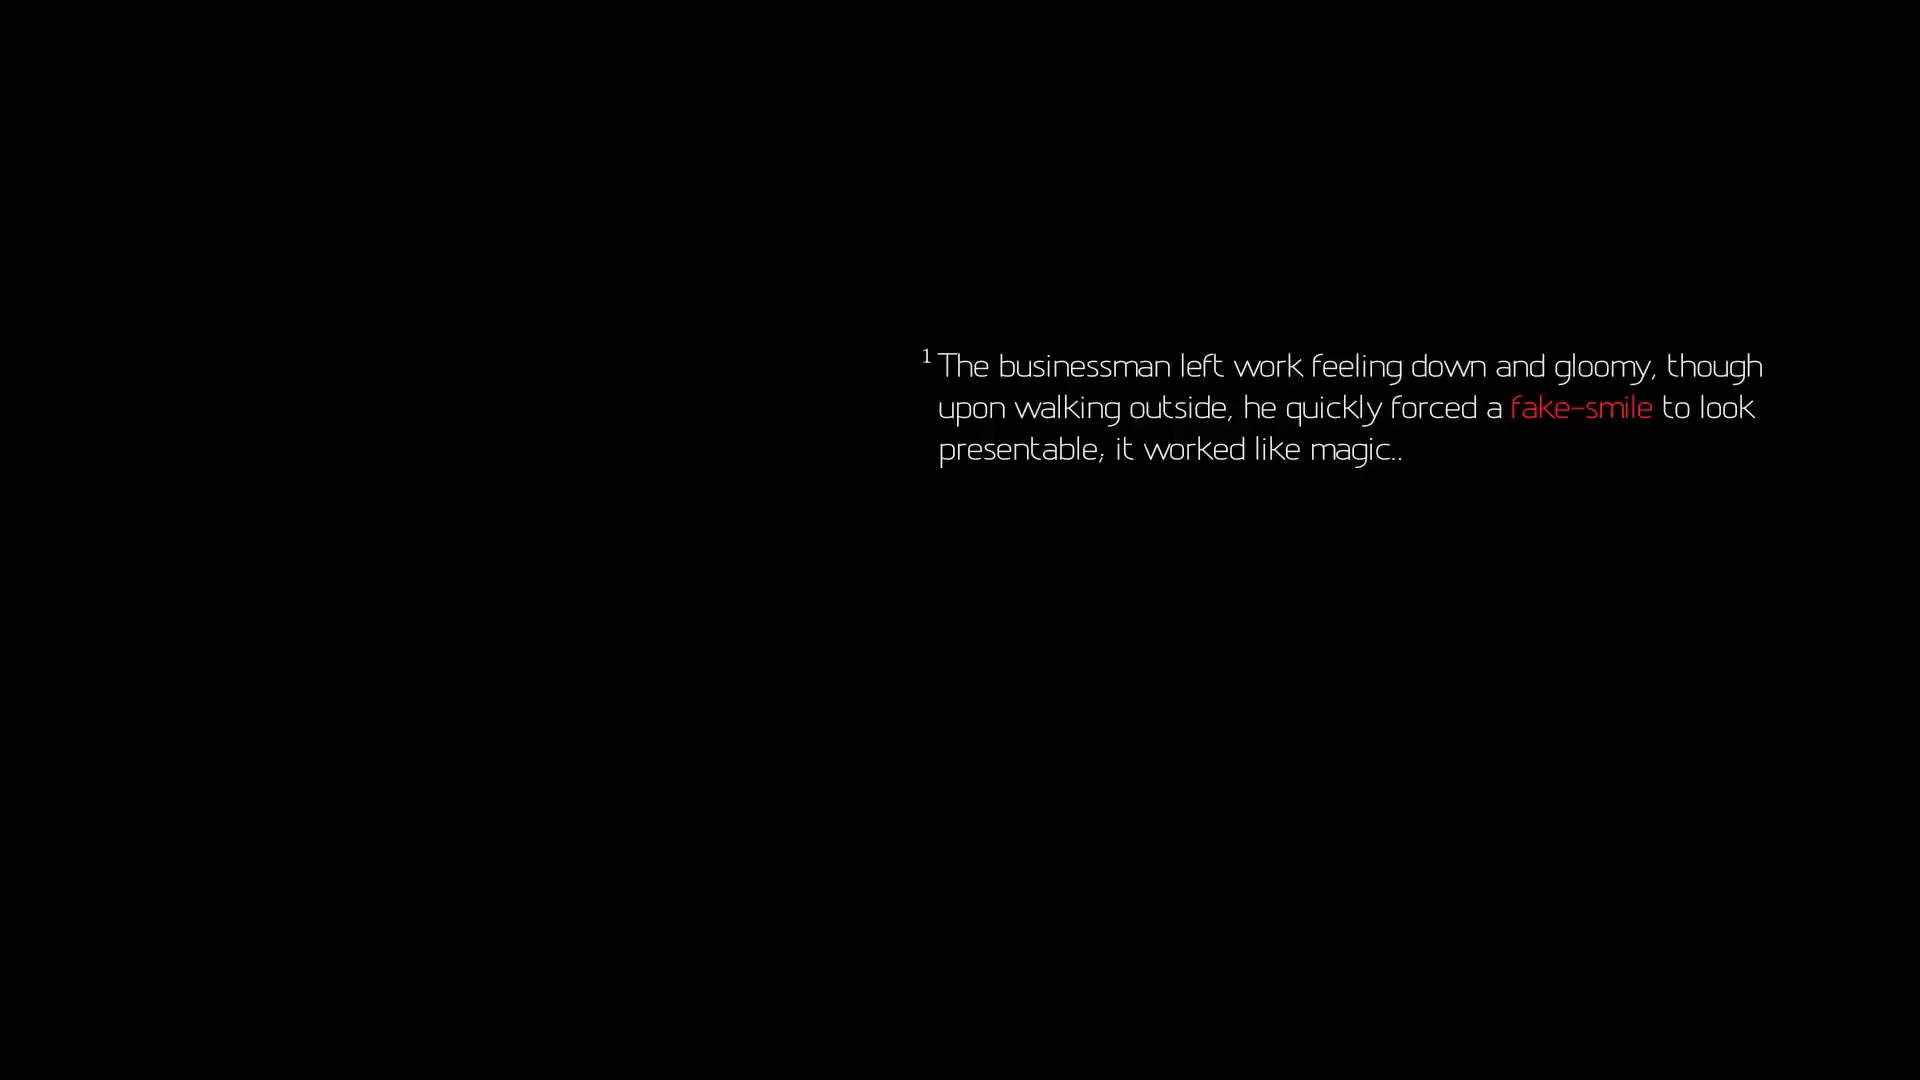 ¹ The businessman left work feeling down and gloomy, though
upon walking outside, he quickly forced a fake-smile to look
presentable; it worked like magic..